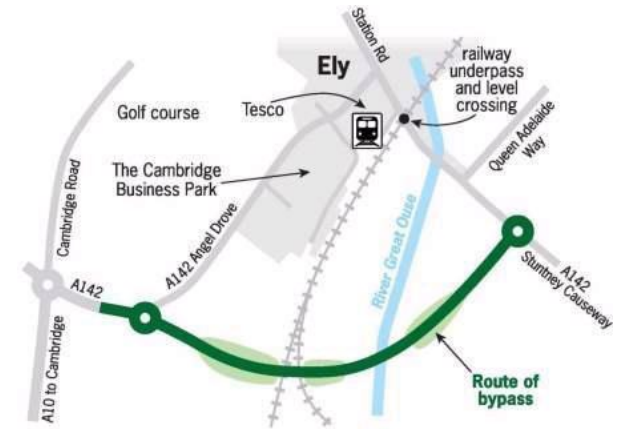 Station Rd
Ely
railway
underpass
and level
crossing
Golf course
Tesco
Queen Adelaide
Way
The Cambridge
Business Park
Cambridge Road
A142 Angel Drove
River Great Ouse
A142
A142
Stuntney Causeway
A10 to Cambridge
Route of
bypass